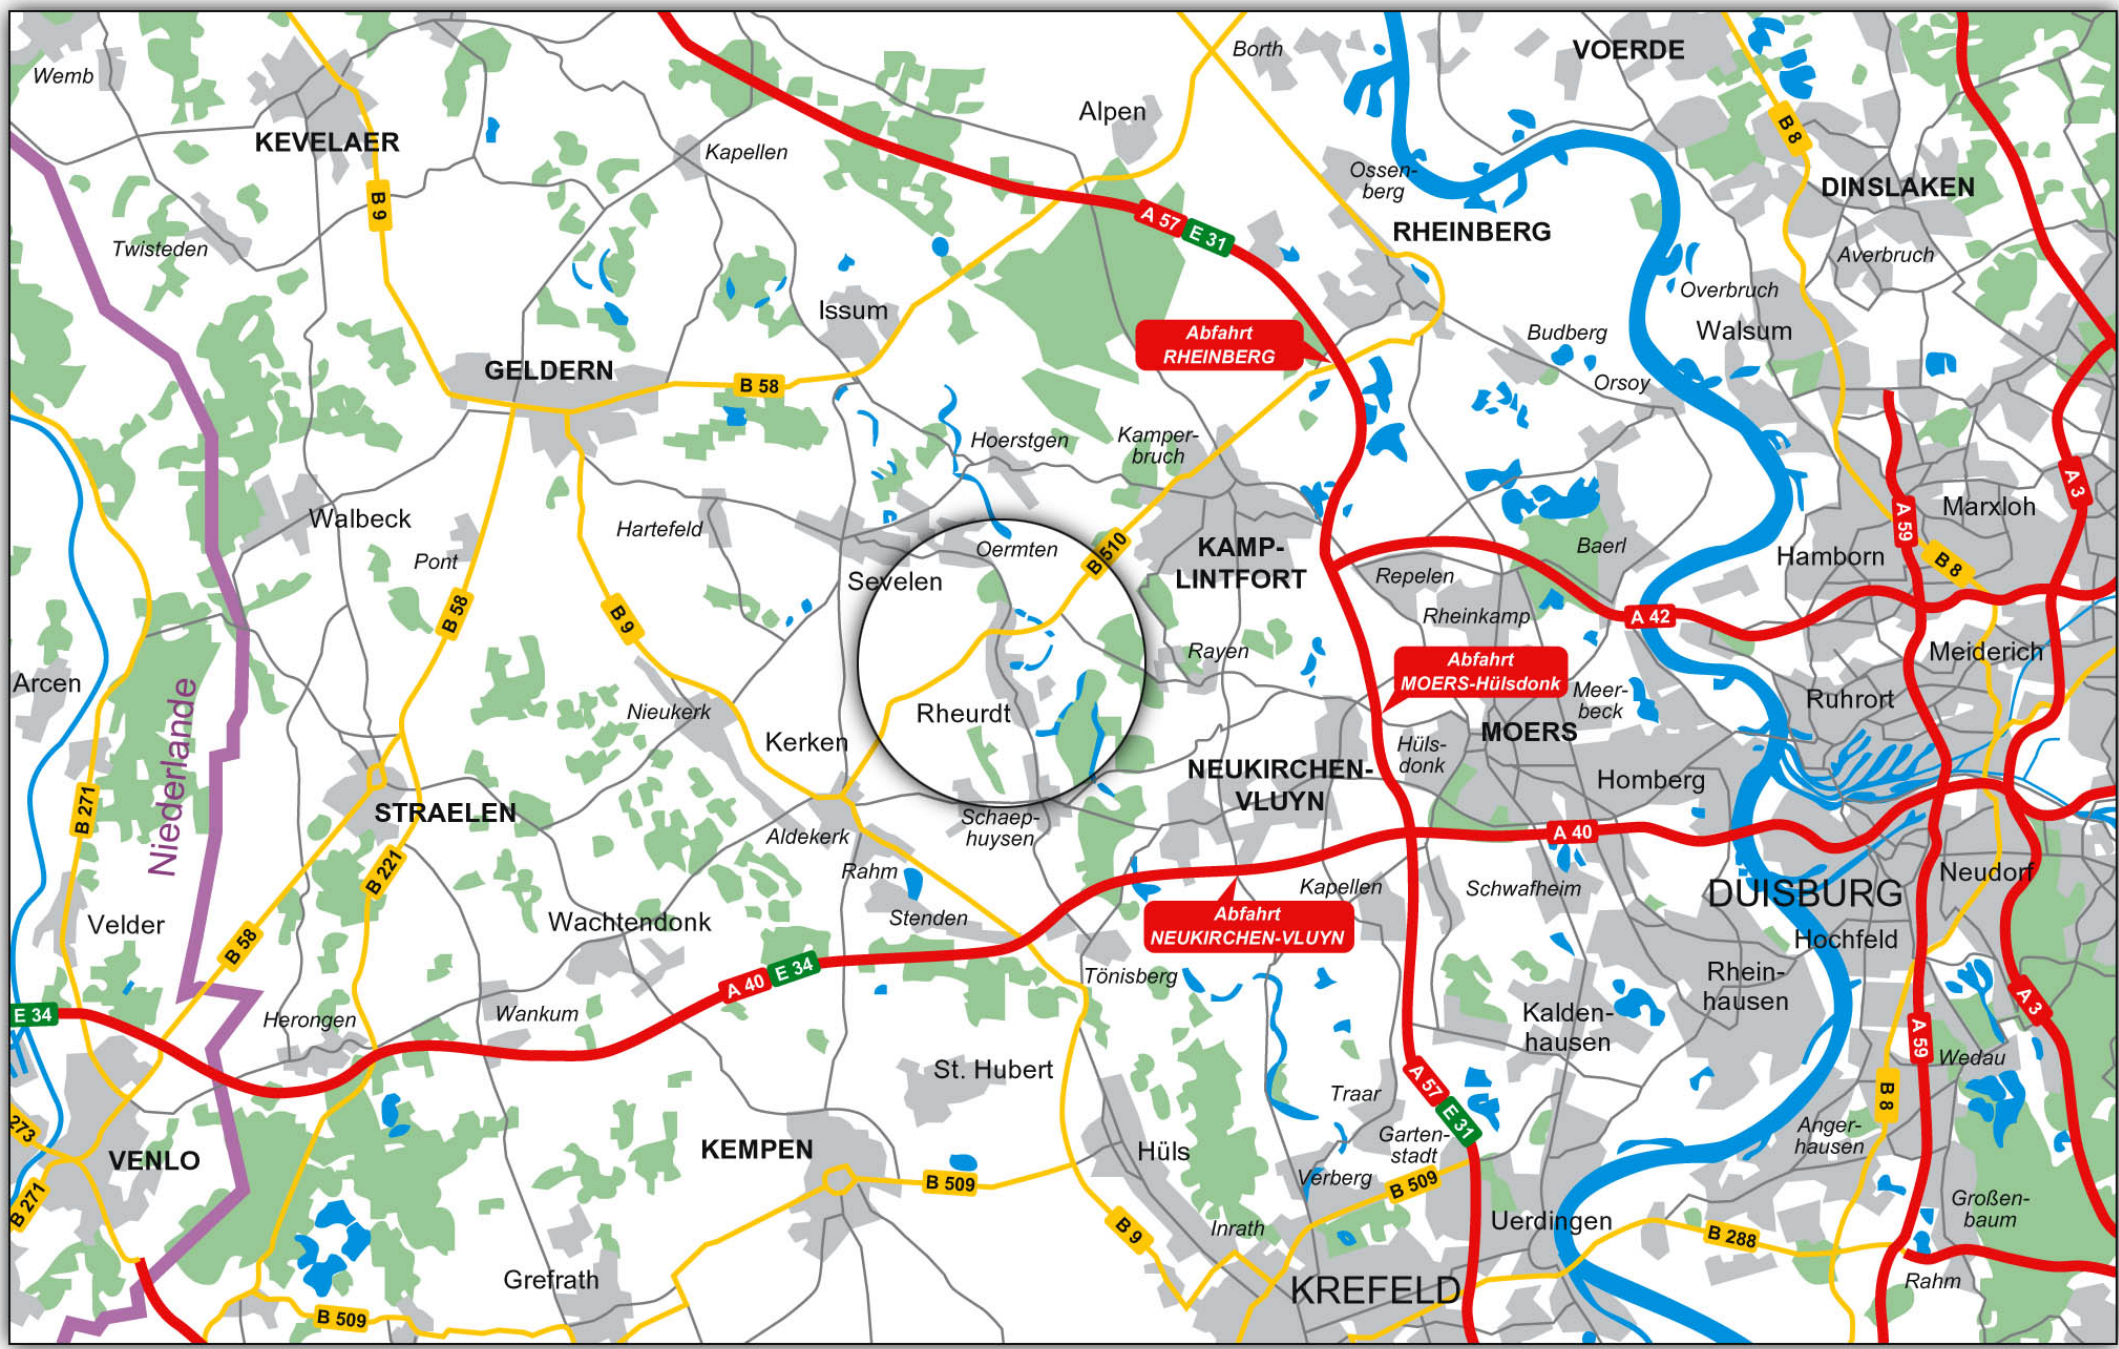 Wemb
KEVELAER
B 9
Twisteden
Kapellen
Alpen
Borth
VOERDE
B 8
Ossen-
berg
RHEINBERG
DINSLAKEN
Averbruch
A 57
E 31
Overbruch
Walsum
Issum
Abfahrt
RHEINBERG
Budberg
Orsoy
GELDERN
B 58
Hoerstgen
Kamper-
bruch
A 3
Walbeck
Hartefeld
Marxloh
A 59
Pont
Oermten
B 510
KAMP-
LINTFORT
Baerl
Hamborn
B 8
Sevelen
Repelen
B 58
B 9
Rheinkamp
A 42
Rayen
Meiderich
Arcen
Niederlande
Abfahrt
MOERS-Hülsdonk
Meer-
beck
Ruhrort
Nieukerk
Rheurdt
Kerken
MOERS
Hüls-
donk
NEUKIRCHEN-
VLUYN
Homberg
B 271
STRAELEN
Schaep-
huysen
Aldekerk
A 40
B 221
Rahm
Kapellen
Schwafheim
DUISBURG
Neudorf
Velder
B 58
Wachtendonk
Stenden
Abfahrt
NEUKIRCHEN-VLUYN
Hochfeld
A 40
E 34
Tönisberg
Rhein-
hausen
A 3
E 34
Herongen
Wankum
Kalden-
hausen
A 59
Wedau
St. Hubert
Traar
A 57
E 31
B 8
273
VENLO
KEMPEN
Hüls
Garten-
stadt
Anger-
hausen
B 271
B 509
Verberg
B 509
B 9
Inrath
Uerdingen
B 288
Großen-
baum
Grefrath
KREFELD
Rahm
B 509